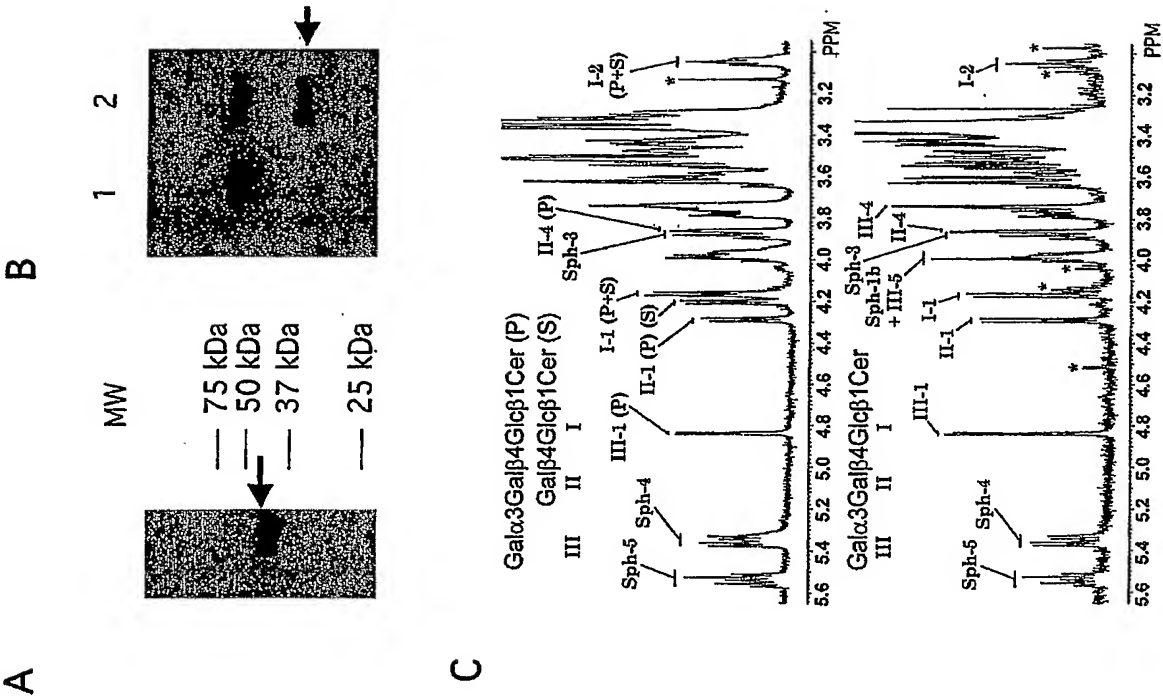 A
MW
75 kDa
50 kDa
37 kDa
25 kDa
B
1 2
C
Galα3Galβ4Glcβ1Cer (P)
Galβ4Glcβ1Cer (S)
III II I
Sph-5
Sph-4
III-1 (P)
II-1 (P) (S)
I-1 (P+S)
Sph-3
II-4 (P)
*
I-2
(P+S)
5.6 5.4 5.2 5.0 4.8 4.6 4.4 4.2 4.0 3.8 3.6 3.4 3.2 PPM
Galα3Galβ4Glcβ1Cer
III II I
Sph-5
Sph-4
III-1
*
II-1
I-1
*
*
Sph-3
Sph-1b
+ III-5
II-4
III-4
*
I-2
*
5.6 5.4 5.2 5.0 4.8 4.6 4.4 4.2 4.0 3.8 3.6 3.4 3.2 PPM